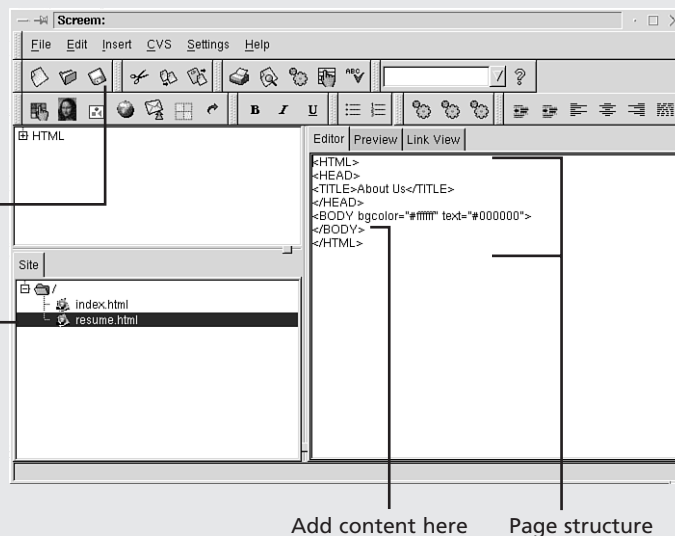 Screem:
File Edit Insert CVS Settings Help
ABC
B I U
HTML
Editor Preview Link View
<HTML>
<HEAD>
<TITLE>About Us</TITLE>
</HEAD>
<BODY bgcolor="#ffffff" text="#000000">
</BODY>
</HTML>
Site
/
index.html
resume.html
Add content here Page structure